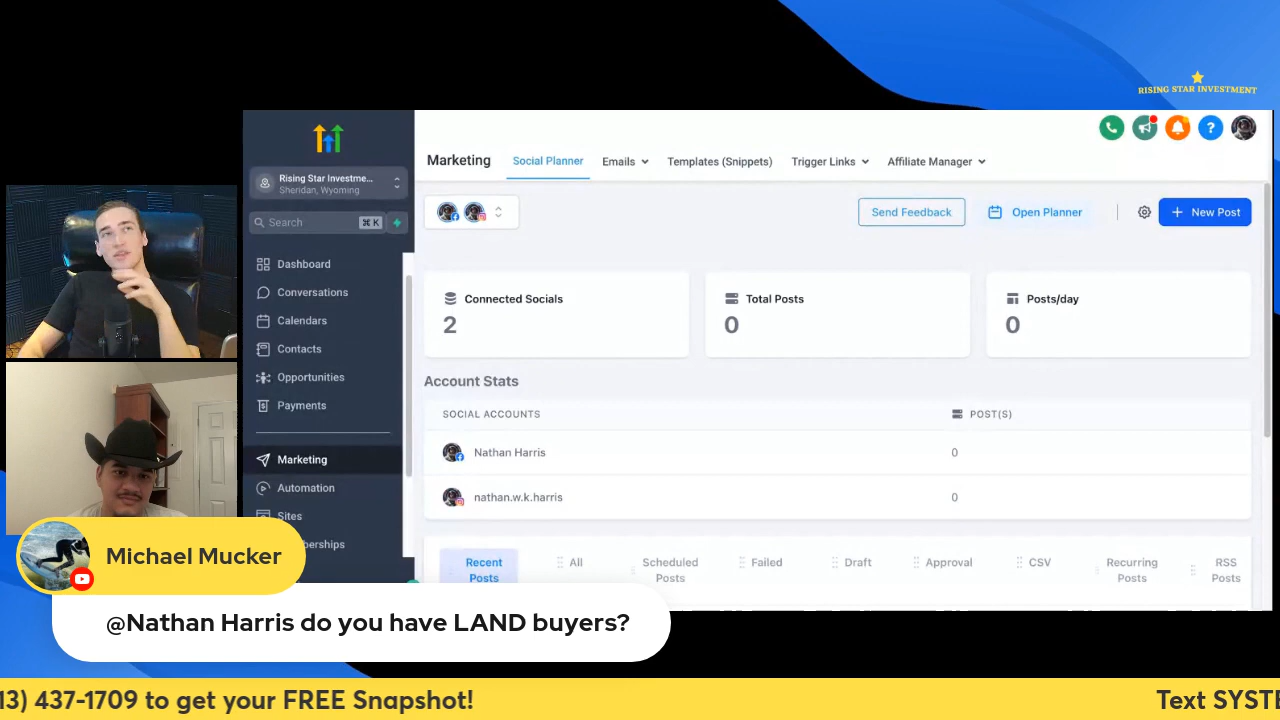 RISING STAR INVESTMENT
Rising Star Investme...
Sheridan, Wyoming
Search
⌘ K
Dashboard
Conversations
Calendars
Contacts
Opportunities
Payments
Marketing
Automation
Sites
berships
Marketing
Social Planner
Emails
Templates (Snippets)
Trigger Links
Affiliate Manager
?
Send Feedback
Open Planner
+ New Post
Connected Socials
2
Total Posts
0
Posts/day
0
Account Stats
SOCIAL ACCOUNTS
POST(S)
Nathan Harris
0
nathan.w.k.harris
0
Recent
Posts
All
Scheduled
Posts
Failed
Draft
Approval
CSV
Recurring
Posts
RSS
Posts
Michael Mucker
@Nathan Harris do you have LAND buyers?
13) 437-1709 to get your FREE Snapshot!
Text SYSTE